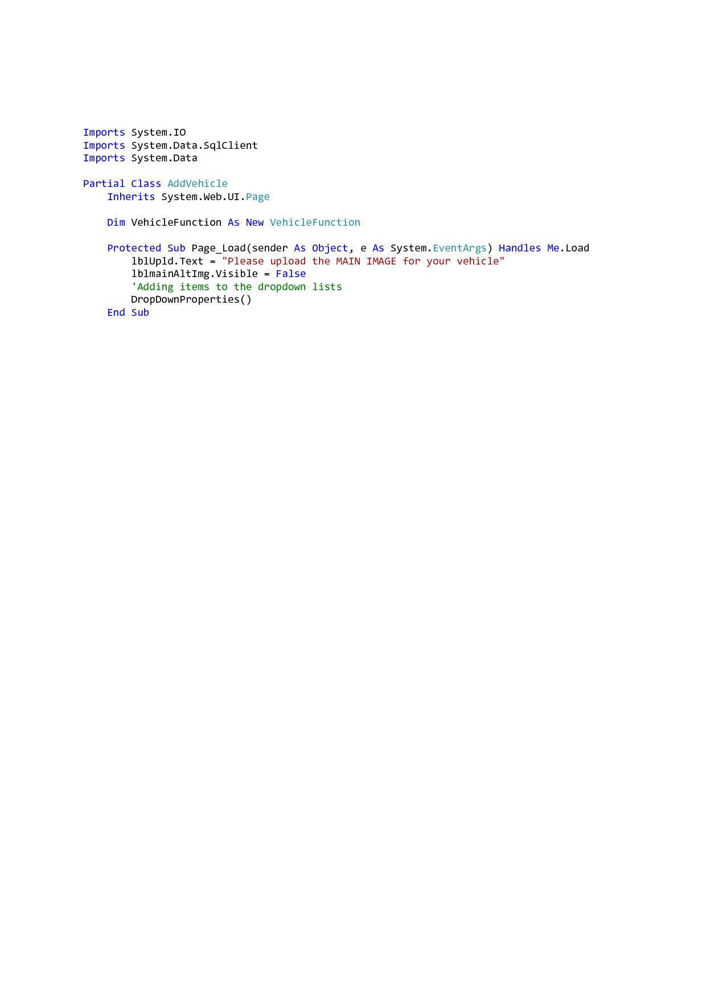 Imports System.IO
Imports System.Data.SqlClient
Imports System.Data
Partial Class AddVehicle
Inherits System.Web.UI.Page
Dim VehicleFunction As New VehicleFunction
Protected Sub Page_Load(sender As Object, e As System.EventArgs) Handles Me.Load
lblUpld.Text = "Please upload the MAIN IMAGE for your vehicle"
lblmainAltImg.Visible = False
'Adding items to the dropdown lists
DropDownProperties()
End Sub